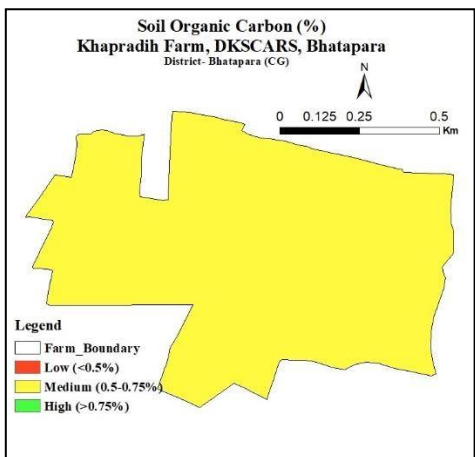 Soil Organic Carbon (%)
Khapradih Farm, DKSCARS, Bhatapara
District- Bhatapara (CG)
N
0 0.125 0.25 0.5
Km
Legend
Farm_Boundary
Low (<0.5%)
Medium (0.5-0.75%)
High (>0.75%)